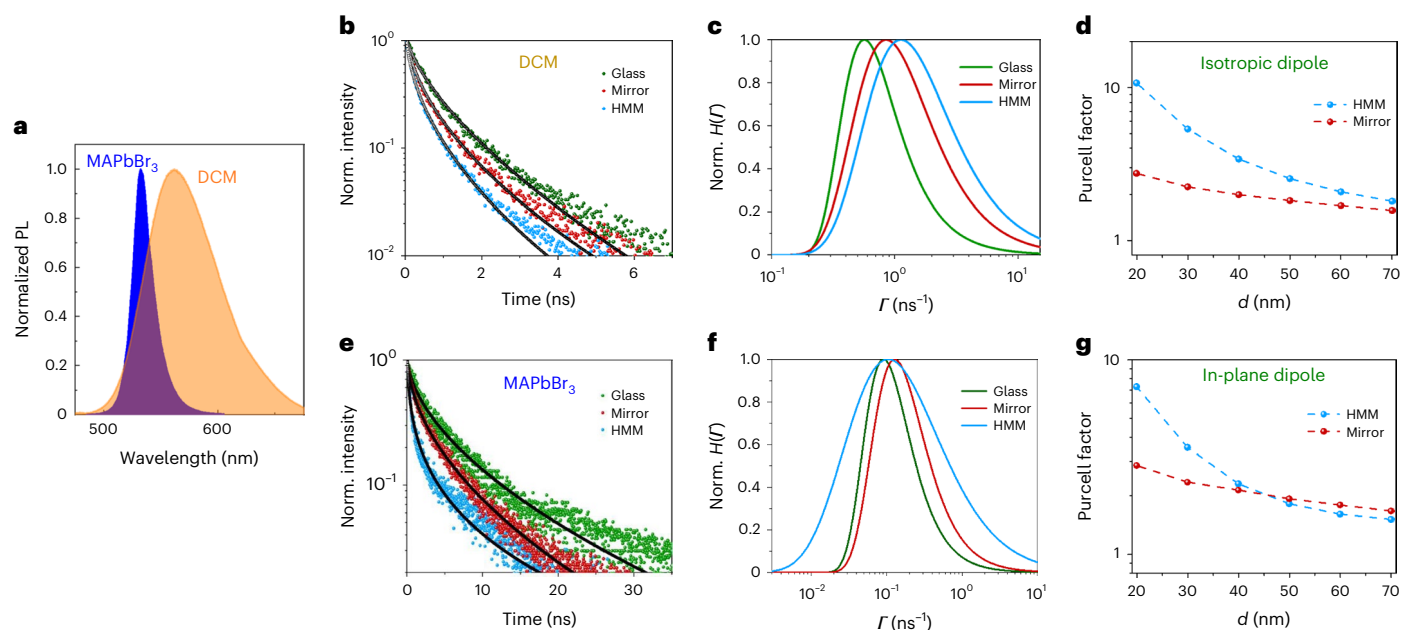 a
MAPbBr3
DCM
1.0
0.8
0.6
0.4
0.2
0
500
600
Normalized PL
Wavelength (nm)
b
DCM
Glass
Mirror
HMM
10^0
10^-1
10^-2
0
2
4
6
Norm. intensity
Time (ns)
c
Glass
Mirror
HMM
1.0
0.8
0.6
0.4
0.2
0
10^-1
10^0
10^1
Norm. H(Γ)
Γ (ns^-1)
d
Isotropic dipole
HMM
Mirror
10
1
20
30
40
50
60
70
Purcell factor
d (nm)
e
MAPbBr3
Glass
Mirror
HMM
10^0
10^-1
0
10
20
30
Norm. intensity
Time (ns)
f
Glass
Mirror
HMM
1.0
0.8
0.6
0.4
0.2
0
10^-2
10^-1
10^0
10^1
Norm. H(Γ)
Γ (ns^-1)
g
In-plane dipole
HMM
Mirror
10
1
20
30
40
50
60
70
Purcell factor
d (nm)